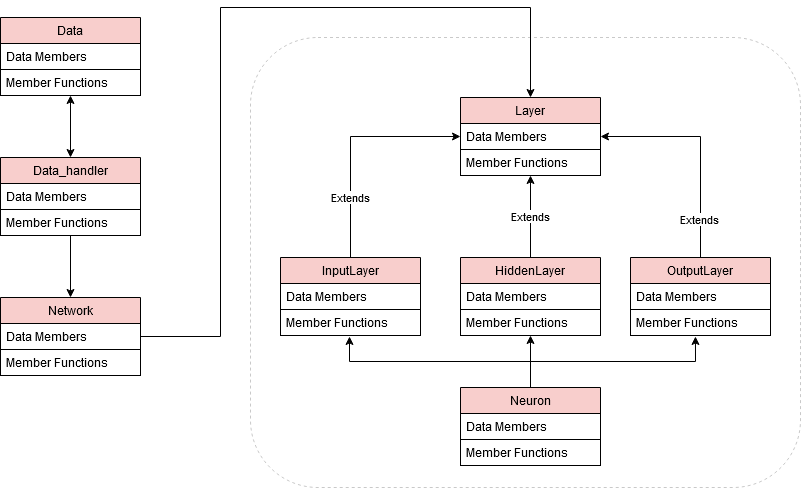 Data
Data Members
Member Functions
Data_handler
Data Members
Member Functions
Network
Data Members
Member Functions
Layer
Data Members
Member Functions
Extends
Extends
Extends
InputLayer
Data Members
Member Functions
HiddenLayer
Data Members
Member Functions
OutputLayer
Data Members
Member Functions
Neuron
Data Members
Member Functions